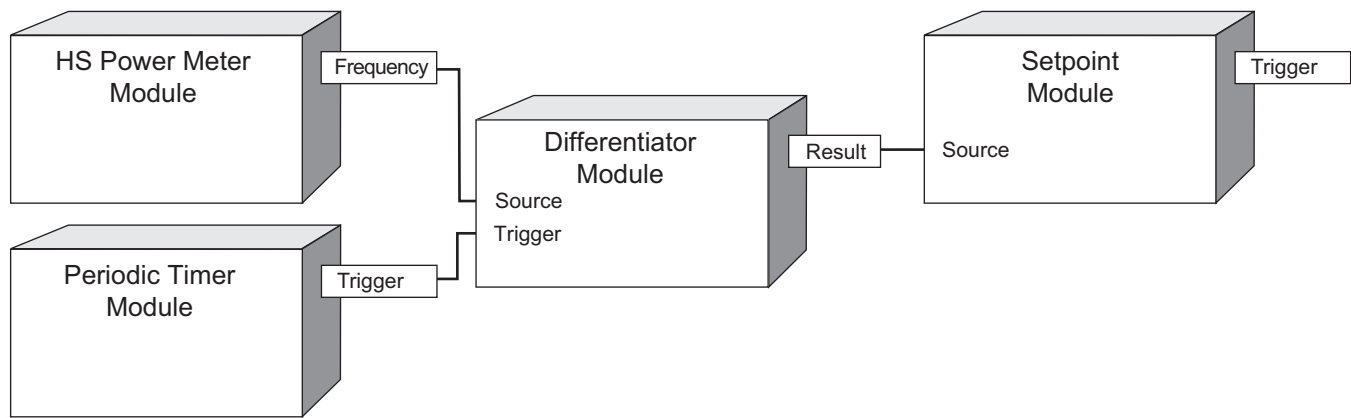 HS Power Meter
Module
Frequency
Periodic Timer
Module
Trigger
Differentiator
Module
Source
Trigger
Result
Setpoint
Module
Source
Trigger